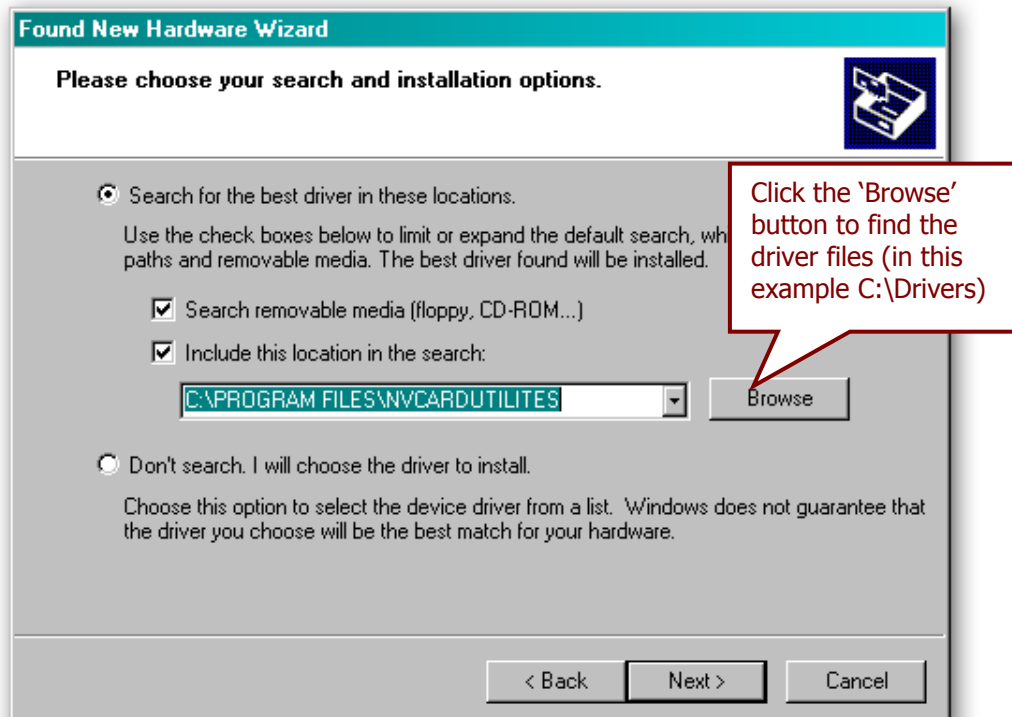 Found New Hardware Wizard
Please choose your search and installation options.
Search for the best driver in these locations.
Use the check boxes below to limit or expand the default search, wh
paths and removable media. The best driver found will be installed.
Search removable media (floppy, CD-ROM...)
Include this location in the search:
C:\PROGRAM FILES\NVCARDUTILITES
Browse
Click the ‘Browse’
button to find the
driver files (in this
example C:\Drivers)
Don't search. I will choose the driver to install.
Choose this option to select the device driver from a list. Windows does not guarantee that
the driver you choose will be the best match for your hardware.
< Back
Next >
Cancel